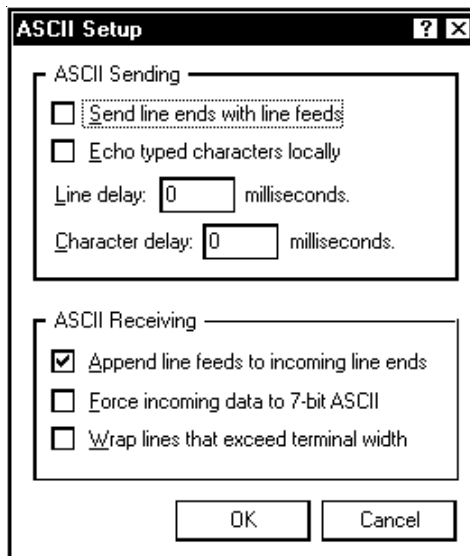 ASCII Setup ? X
ASCII Sending
Send line ends with line feeds
Echo typed characters locally
Line delay: 0 milliseconds.
Character delay: 0 milliseconds.
ASCII Receiving
Append line feeds to incoming line ends
Force incoming data to 7-bit ASCII
Wrap lines that exceed terminal width
OK Cancel